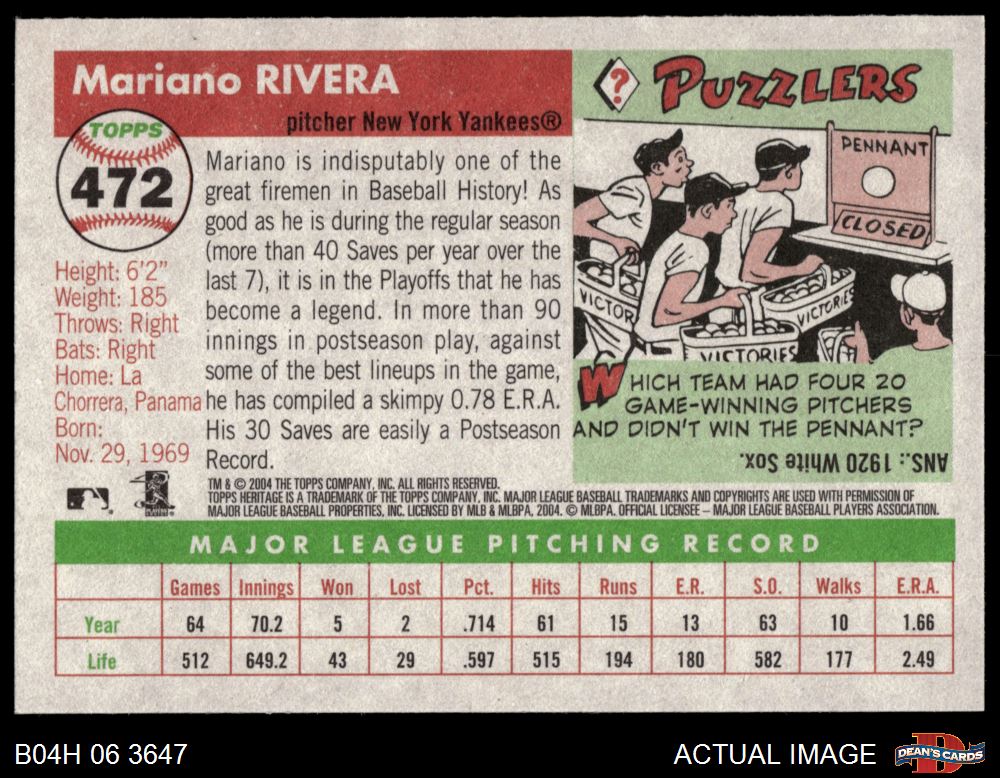 Mariano RIVERA
pitcher New York Yankees®
TOPPS
472
Height: 6'2"
Weight: 185
Throws: Right
Bats: Right
Home: La
Chorrera, Panama
Born:
Nov. 29, 1969
Mariano is indisputably one of the
great firemen in Baseball History! As
good as he is during the regular season
(more than 40 Saves per year over the
last 7), it is in the Playoffs that he has
become a legend. In more than 90
innings in postseason play, against
some of the best lineups in the game,
he has compiled a skimpy 0.78 E.R.A.
His 30 Saves are easily a Postseason
Record.
? PUZZLERS
PENNANT
CLOSED
VICTOR
VICTORIES
VICTORIES
WHICH TEAM HAD FOUR 20
GAME-WINNING PITCHERS
AND DIDN'T WIN THE PENNANT?
ANS.: 1920 White Sox.
TM & © 2004 THE TOPPS COMPANY, INC. ALL RIGHTS RESERVED.
TOPPS HERITAGE IS A TRADEMARK OF THE TOPPS COMPANY, INC. MAJOR LEAGUE BASEBALL TRADEMARKS AND COPYRIGHTS ARE USED WITH PERMISSION OF
MAJOR LEAGUE BASEBALL PROPERTIES, INC. LICENSED BY MLB & MLBPA, 2004. © MLBPA. OFFICIAL LICENSEE – MAJOR LEAGUE BASEBALL PLAYERS ASSOCIATION.
MAJOR LEAGUE PITCHING RECORD
Games Innings Won Lost Pct. Hits Runs E.R. S.O. Walks E.R.A.
Year 64 70.2 5 2 .714 61 15 13 63 10 1.66
Life 512 649.2 43 29 .597 515 194 180 582 177 2.49
B04H 06 3647
ACTUAL IMAGE
DEAN'S CARDS